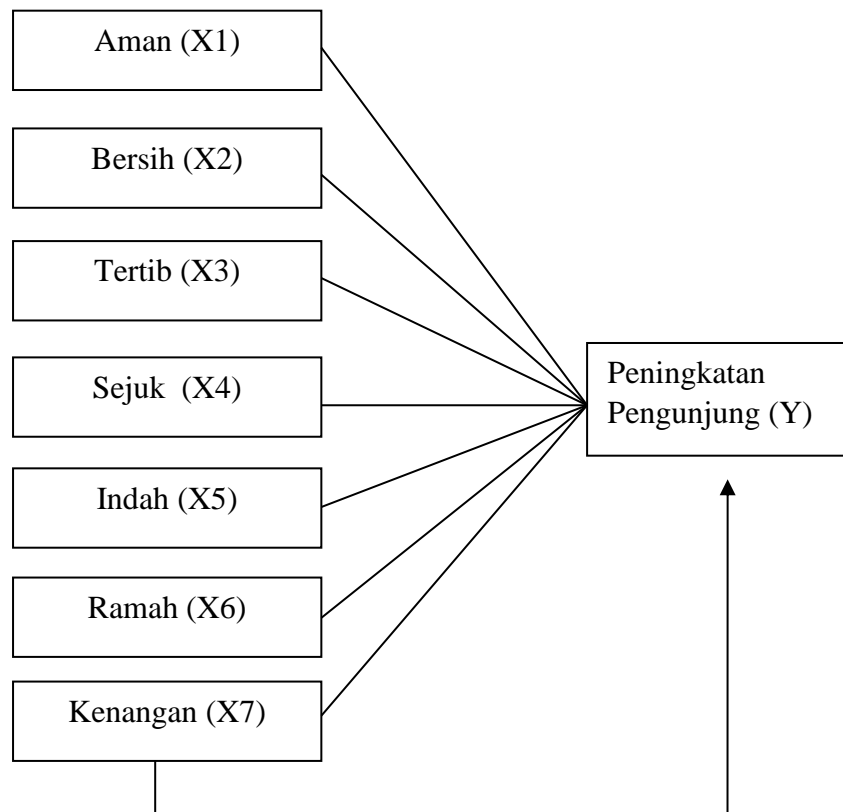 Aman (X1)
Bersih (X2)
Tertib (X3)
Sejuk (X4)
Indah (X5)
Ramah (X6)
Kenangan (X7)
Peningkatan
Pengunjung (Y)